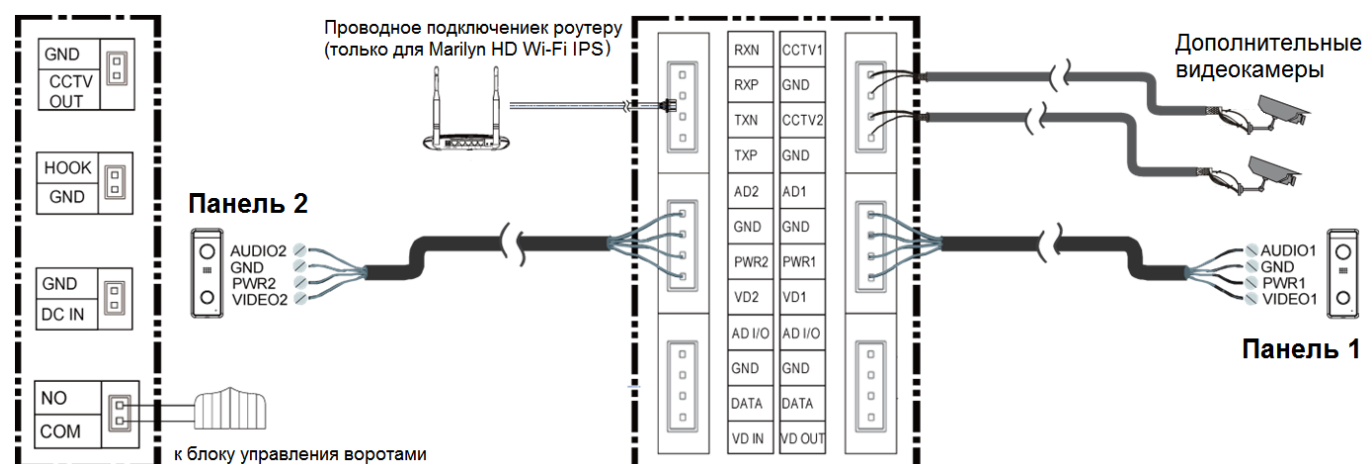 GND
CCTV
OUT
HOOK
GND
GND
DC IN
NO
COM
к блоку управления воротами
Проводное подключениек роутеру
(только для Marilyn HD Wi-Fi IPS)
Панель 2
AUDIO2
GND
PWR2
VIDEO2
RXN CCTV1
RXP GND
TXN CCTV2
TXP GND
AD2 AD1
GND GND
PWR2 PWR1
VD2 VD1
AD I/O AD I/O
GND GND
DATA DATA
VD IN VD OUT
Дополнительные
видеокамеры
AUDIO1
GND
PWR1
VIDEO1
Панель 1